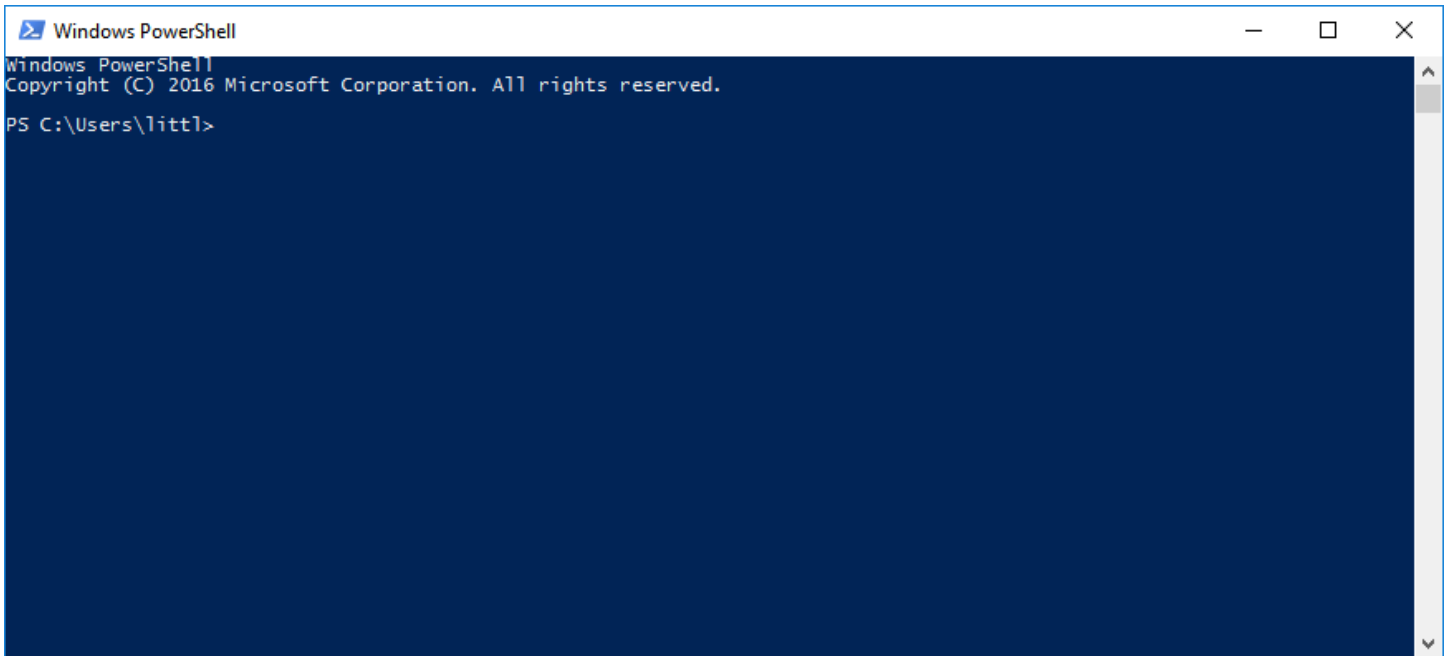 Windows PowerShell
Windows PowerShell
Copyright (C) 2016 Microsoft Corporation. All rights reserved.
PS C:\Users\littl>